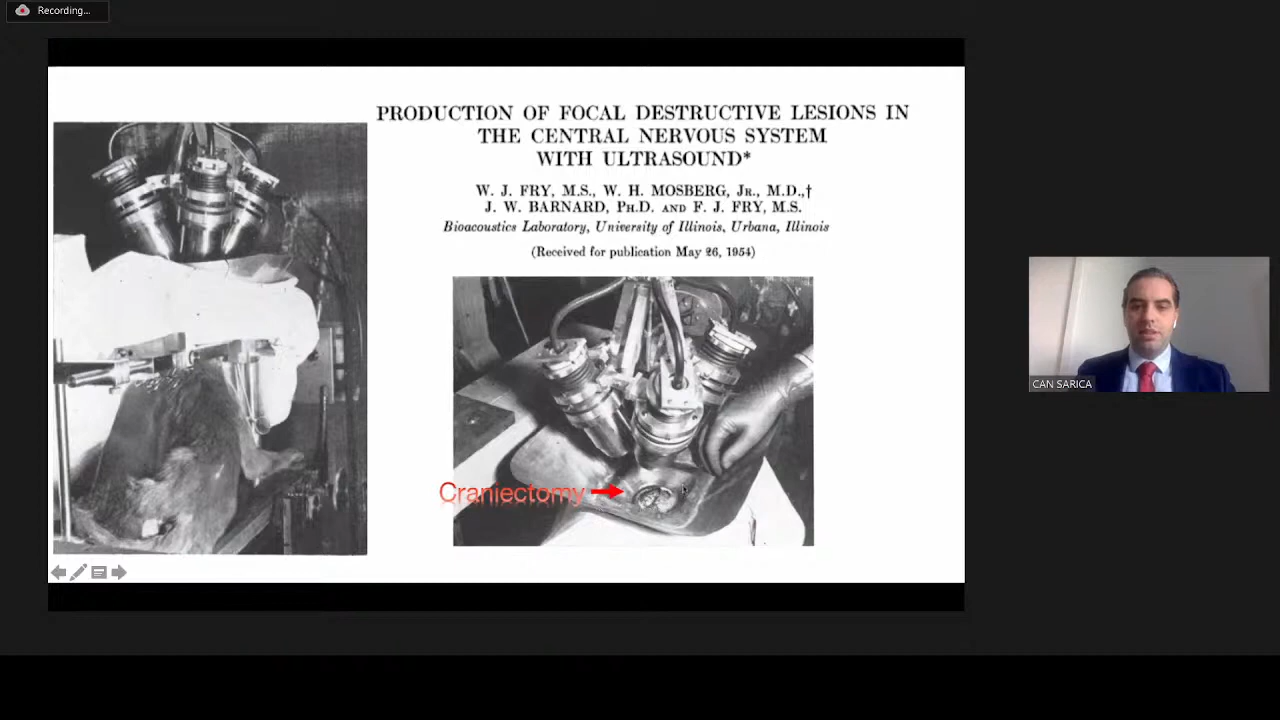 Recording...
PRODUCTION OF FOCAL DESTRUCTIVE LESIONS IN
THE CENTRAL NERVOUS SYSTEM
WITH ULTRASOUND*
W. J. FRY, M.S., W. H. MOSBERG, JR., M.D.,†
J. W. BARNARD, PH.D. AND F. J. FRY, M.S.
Bioacoustics Laboratory, University of Illinois, Urbana, Illinois
(Received for publication May 26, 1954)
Craniectomy
CAN SARICA